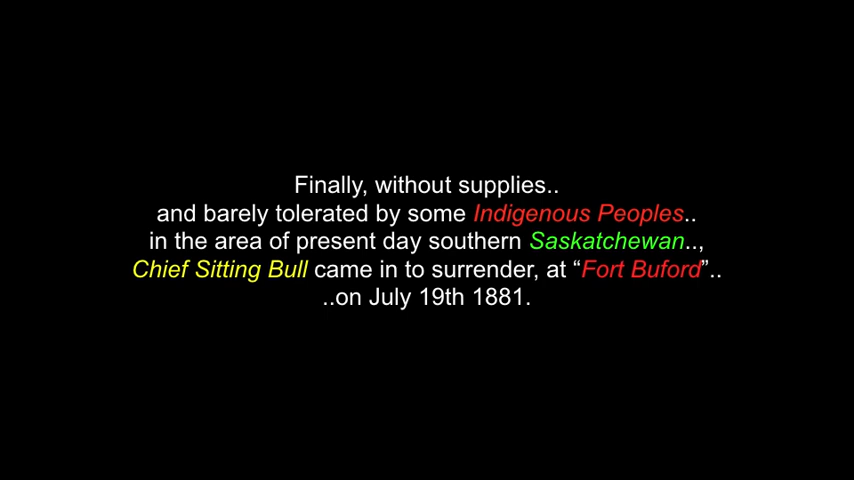 Finally, without supplies..
and barely tolerated by some Indigenous Peoples..
in the area of present day southern Saskatchewan..,
Chief Sitting Bull came in to surrender, at “Fort Buford”..
..on July 19th 1881.